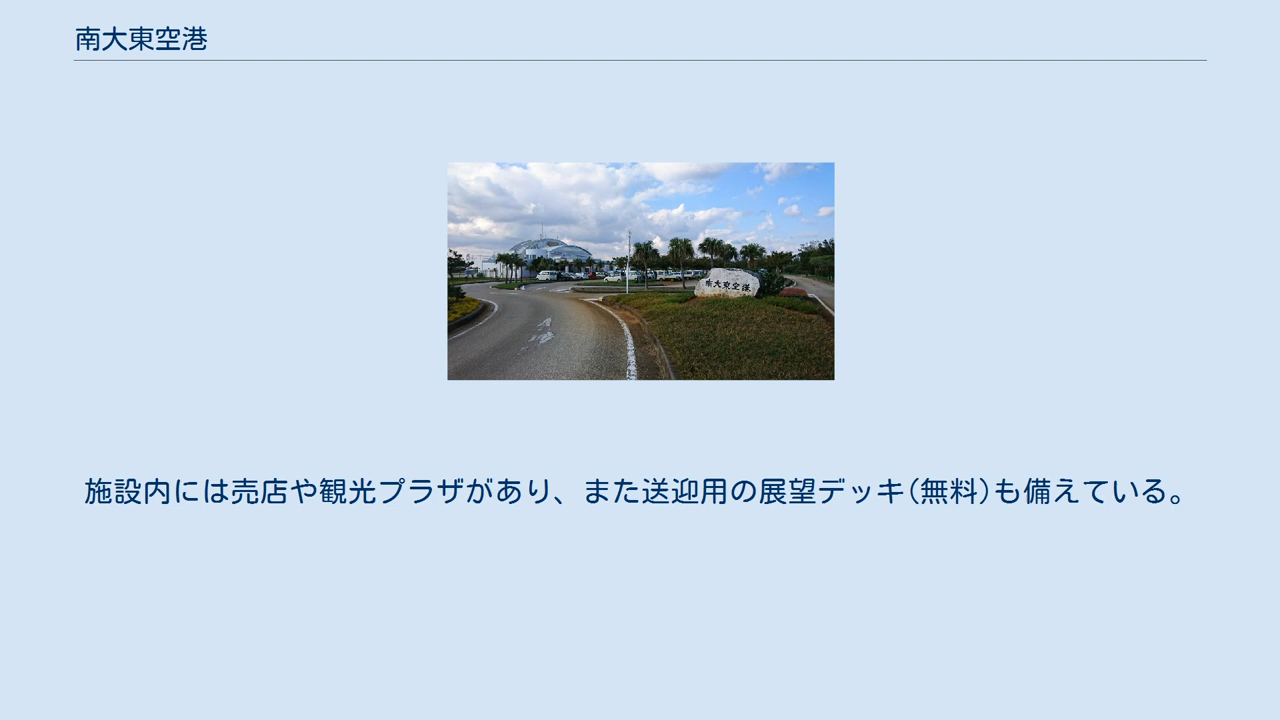 南大東空港
南大東空港
施設内には売店や観光プラザがあり、また送迎用の展望デッキ(無料)も備えている。